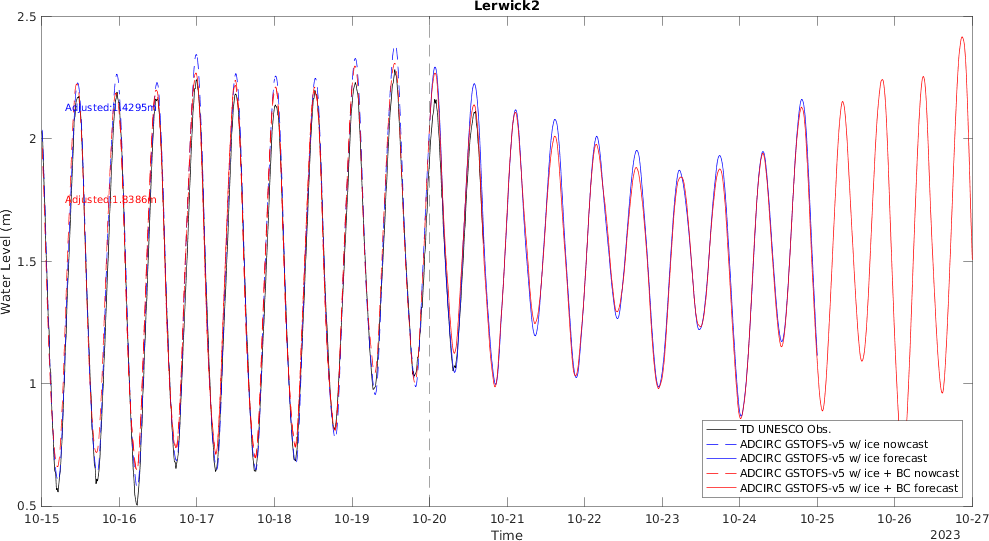 Lerwick2
2.5
2
1.5
1
0.5
Water Level (m)
Adjusted:1.4295m
Adjusted:1.8386m
TD UNESCO Obs.
ADCIRC GSTOFS-v5 w/ ice nowcast
ADCIRC GSTOFS-v5 w/ ice forecast
ADCIRC GSTOFS-v5 w/ ice + BC nowcast
ADCIRC GSTOFS-v5 w/ ice + BC forecast
10-15 10-16 10-17 10-18 10-19 10-20 10-21 10-22 10-23 10-24 10-25 10-26 10-27
Time
2023